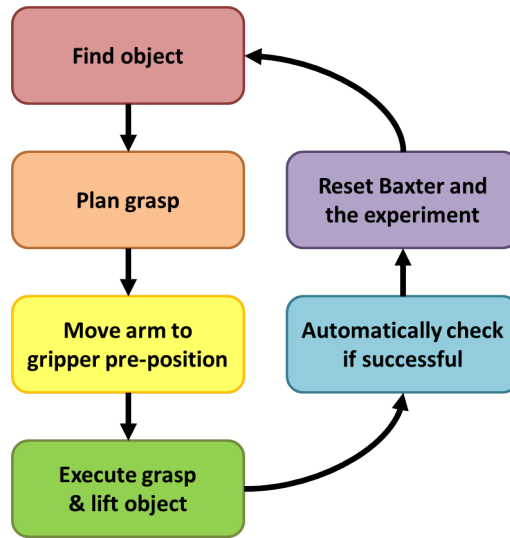 Find object
Plan grasp
Move arm to
gripper pre-position
Execute grasp
& lift object
Automatically check
if successful
Reset Baxter and
the experiment